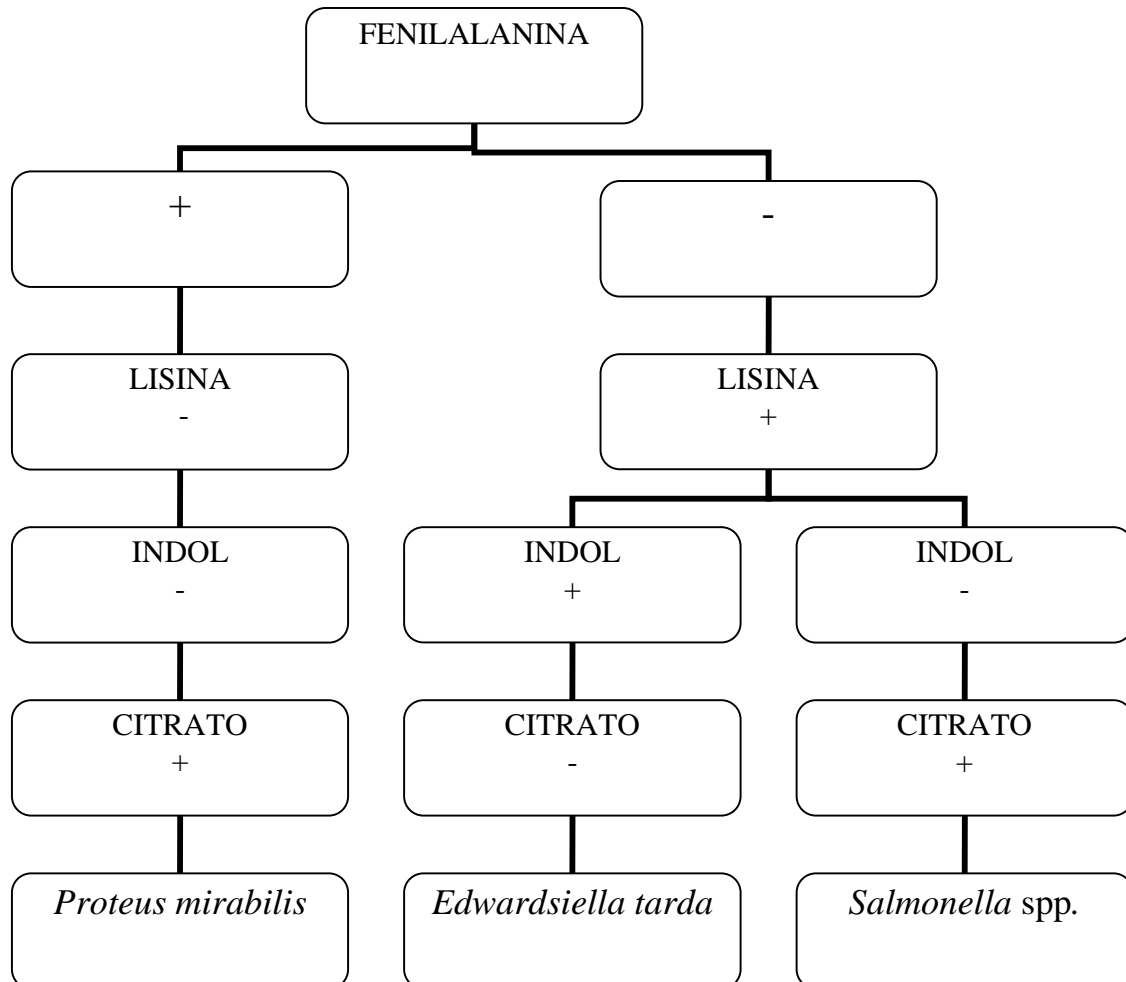 FENILALANINA
+
-
LISINA
-
LISINA
+
INDOL
-
INDOL
+
INDOL
-
CITRATO
+
CITRATO
-
CITRATO
+
Proteus mirabilis
Edwardsiella tarda
Salmonella spp.